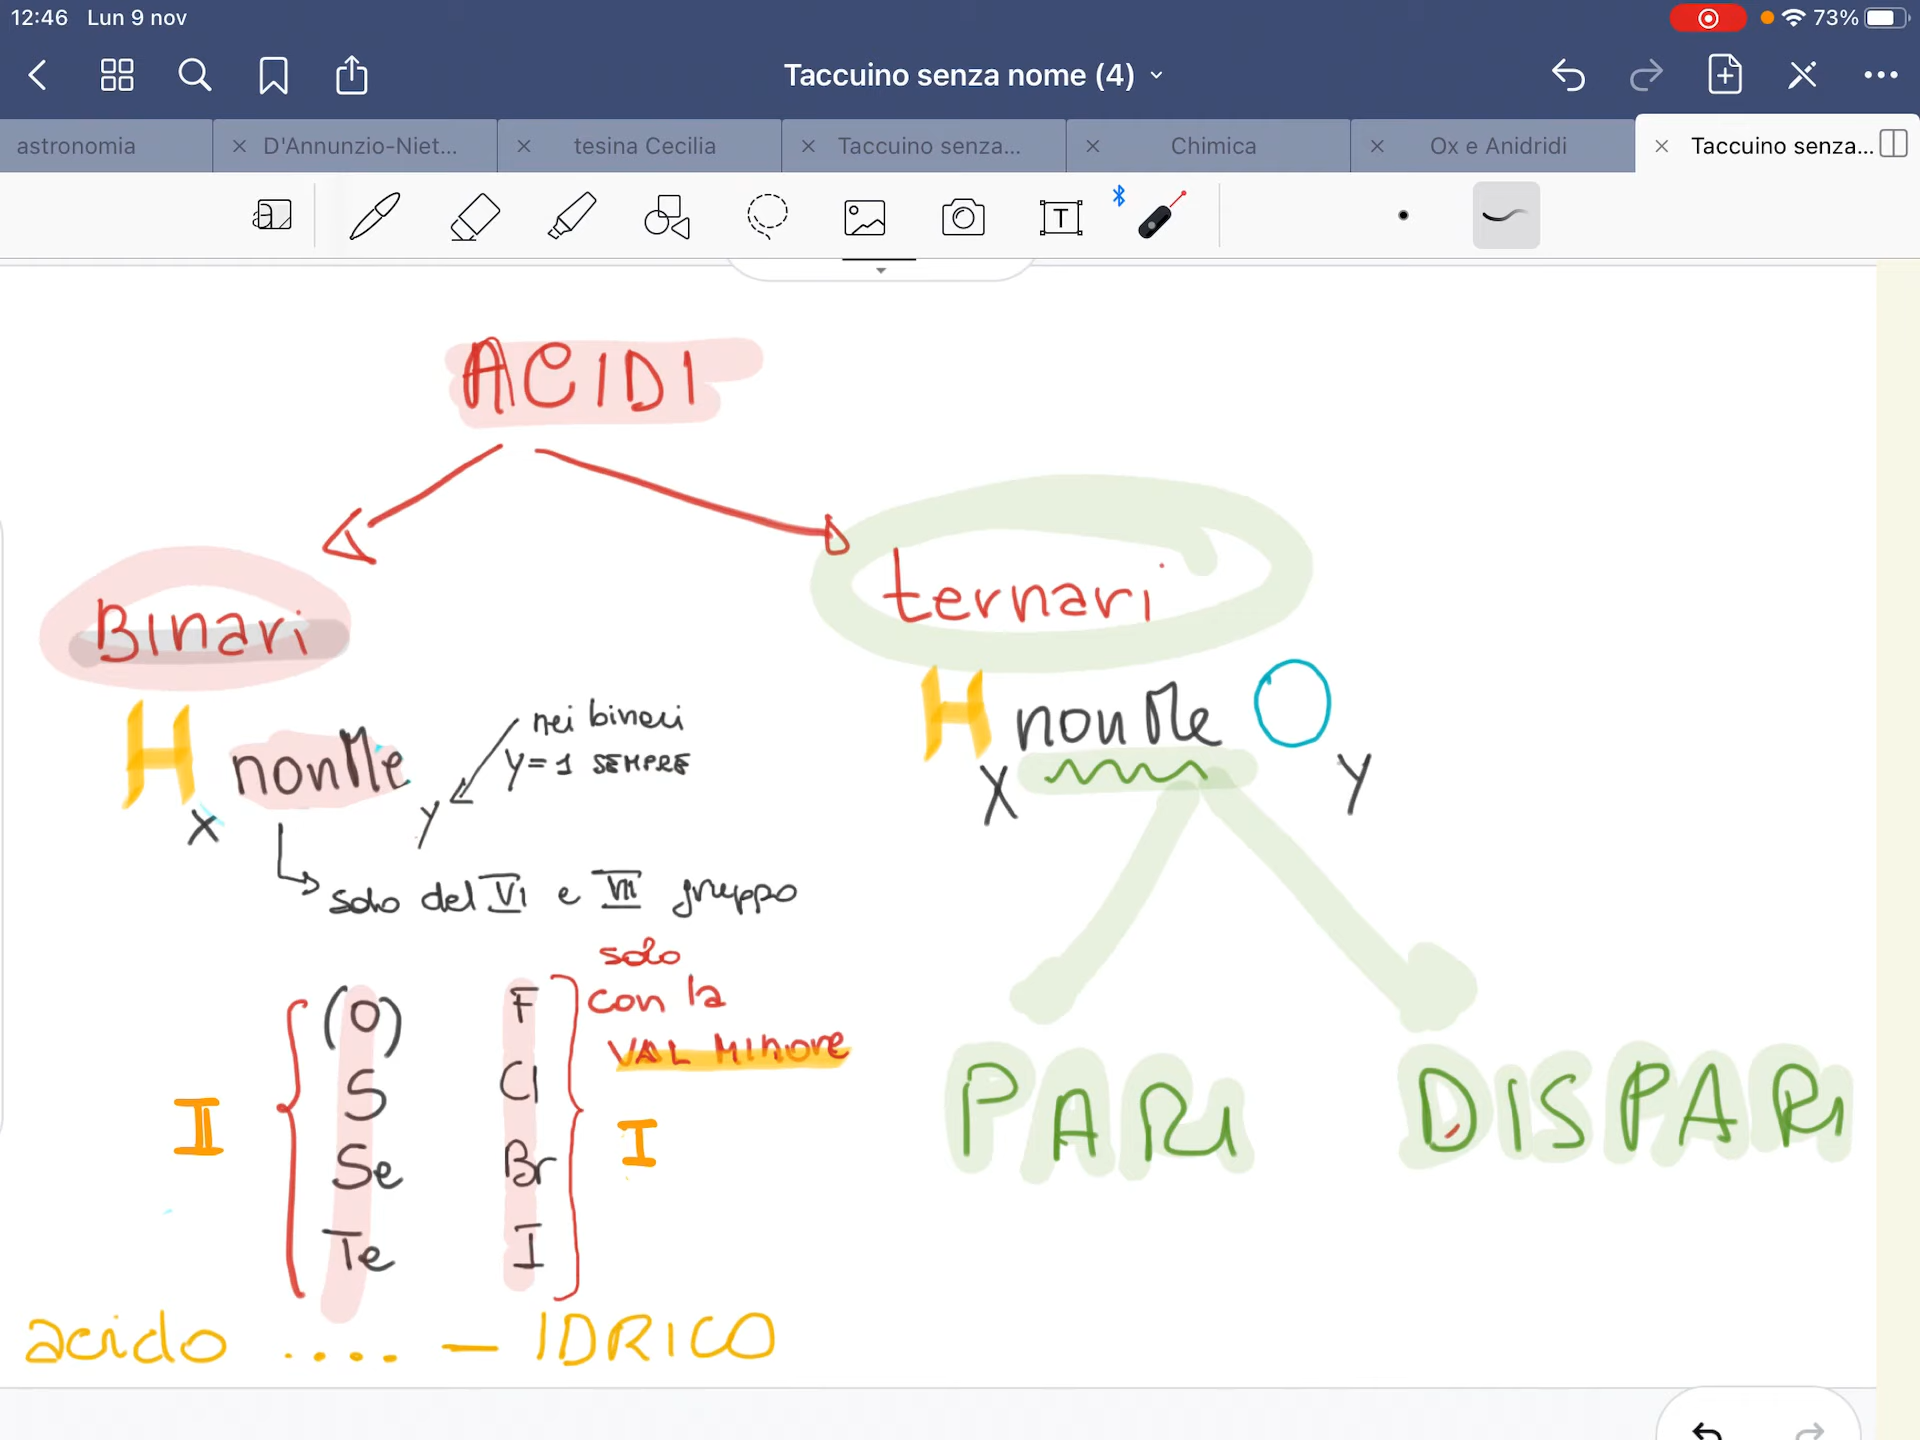 12:46 Lun 9 nov
73%
Taccuino senza nome (4)
astronomia
D'Annunzio-Niet...
tesina Cecilia
Taccuino senza...
Chimica
Ox e Anidridi
Taccuino senza...
ACIDI
Binari
ternari
H nonMe
x y
nei binari
y=1 SEMPRE
solo del VI e VII gruppo
H nonMe O
x y
solo
con la
VAL MINORE
II
(O) F
S Cl
Se Br
Te I
I
PARI
DISPARI
acido .... – IDRICO